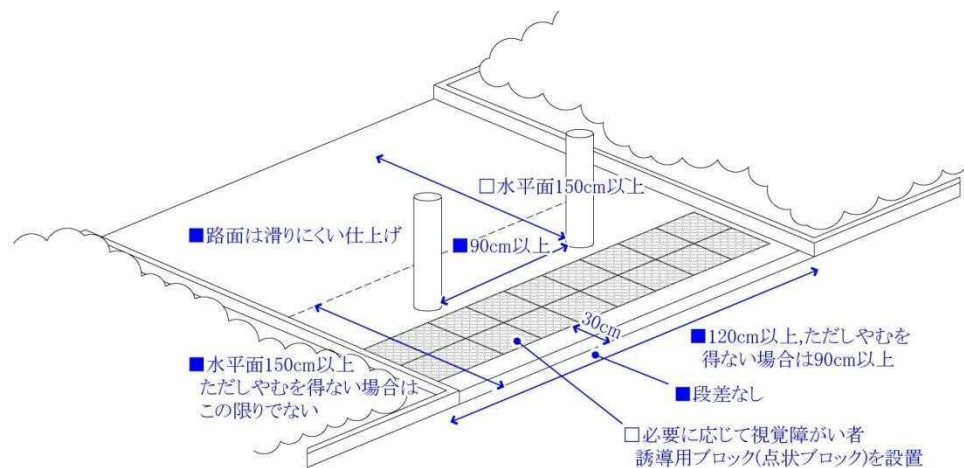 □水平面150cm以上
■路面は滑りにくい仕上げ
■90cm以上
30cm
■120cm以上,ただしやむを
得ない場合は90cm以上
■水平面150cm以上
ただしやむを得ない場合は
この限りでない
■段差なし
□必要に応じて視覚障がい者
誘導用ブロック(点状ブロック)を設置